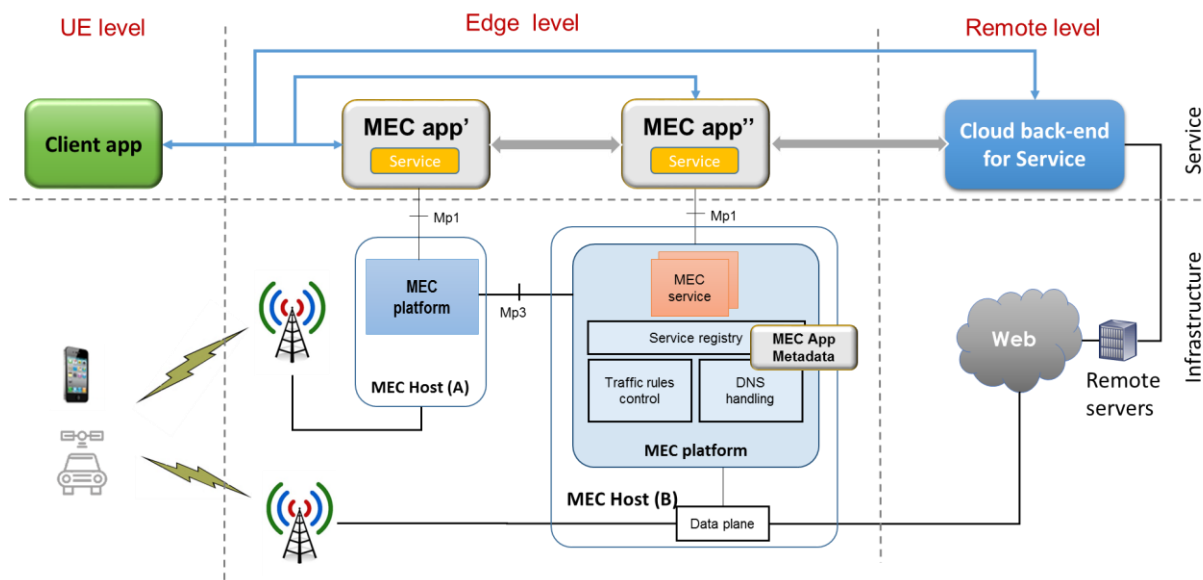 UE level
Edge level
Remote level
Client app
MEC app’
Service
MEC app’’
Service
Cloud back-end
for Service
Service
Mp1
Mp1
MEC
platform
Mp3
MEC Host (A)
MEC
service
Service registry
MEC App
Metadata
Traffic rules
control
DNS
handling
MEC platform
MEC Host (B)
Data plane
Web
Remote
servers
Infrastructure